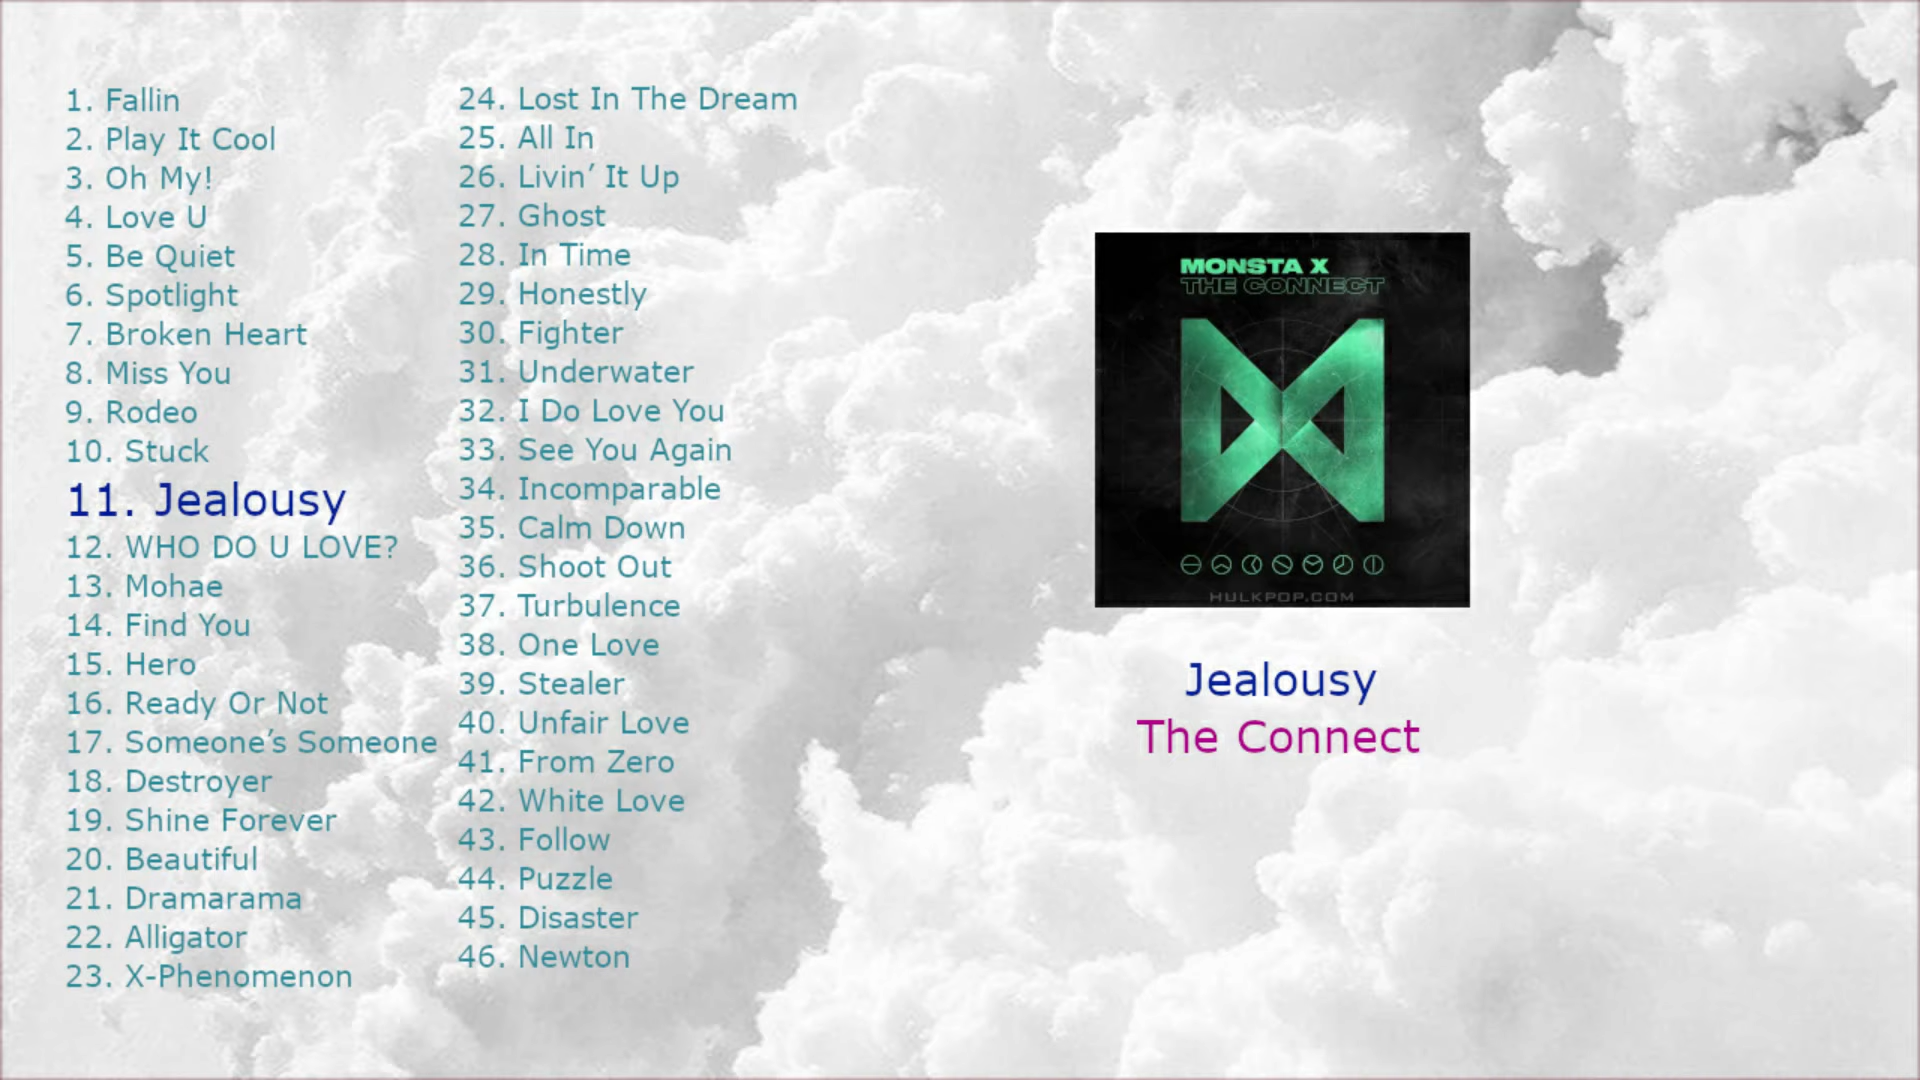 1. Fallin
2. Play It Cool
3. Oh My!
4. Love U
5. Be Quiet
6. Spotlight
7. Broken Heart
8. Miss You
9. Rodeo
10. Stuck
11. Jealousy
12. WHO DO U LOVE?
13. Mohae
14. Find You
15. Hero
16. Ready Or Not
17. Someone’s Someone
18. Destroyer
19. Shine Forever
20. Beautiful
21. Dramarama
22. Alligator
23. X-Phenomenon
24. Lost In The Dream
25. All In
26. Livin’ It Up
27. Ghost
28. In Time
29. Honestly
30. Fighter
31. Underwater
32. I Do Love You
33. See You Again
34. Incomparable
35. Calm Down
36. Shoot Out
37. Turbulence
38. One Love
39. Stealer
40. Unfair Love
41. From Zero
42. White Love
43. Follow
44. Puzzle
45. Disaster
46. Newton
MONSTA X
THE CONNECT
HULKPOP.COM
Jealousy
The Connect